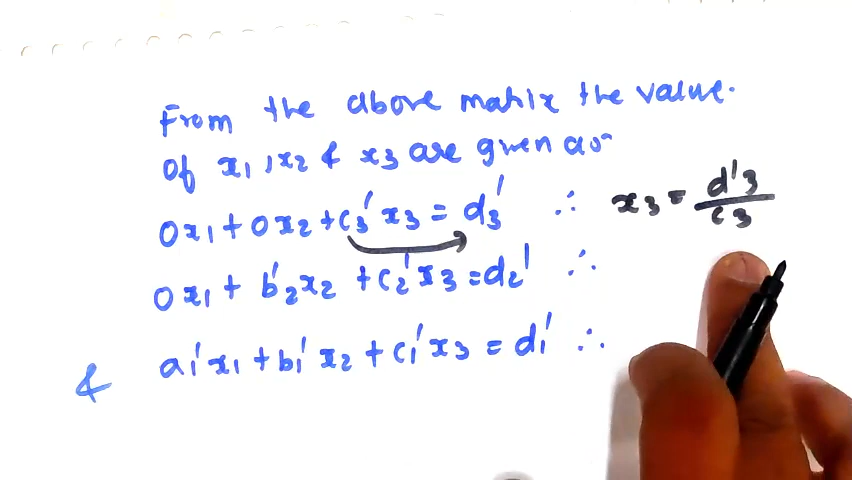 From the above matrix the value.
of x1, x2 & x3 are given as
0x1 + 0x2 + c3'x3 = d3' ∴ x3 = d'3/c3
0x1 + b'2x2 + c2'x3 = d2' ∴
& a1'x1 + b1'x2 + c1'x3 = d1' ∴